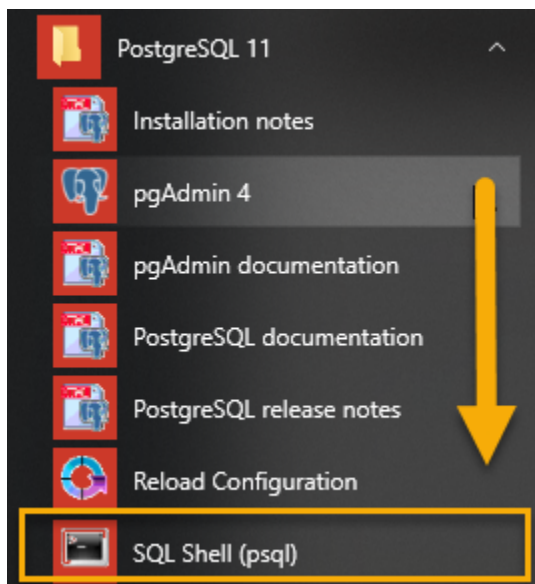 PostgreSQL 11
Installation notes
pgAdmin 4
pgAdmin documentation
PostgreSQL documentation
PostgreSQL release notes
Reload Configuration
SQL Shell (psql)